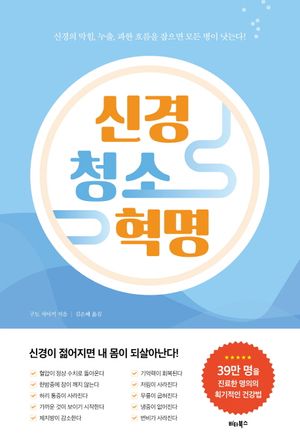 신경의 막힘, 누출, 과한 흐름을 잡으면 모든 병이 낫는다!
신경
청소
혁명
구도 치아키 지음 | 김은혜 옮김
신경이 젊어지면 내 몸이 되살아난다!
혈압이 정상 수치로 돌아온다
한밤중에 잠이 깨지 않는다
허리 통증이 사라진다
가까운 것이 보이기 시작한다
체지방이 감소한다
기억력이 회복된다
저림이 사라진다
무릎이 굽혀진다
냉증이 없어진다
변비가 사라진다
39만 명을
진료한 명의의
획기적인 건강법
비타북스